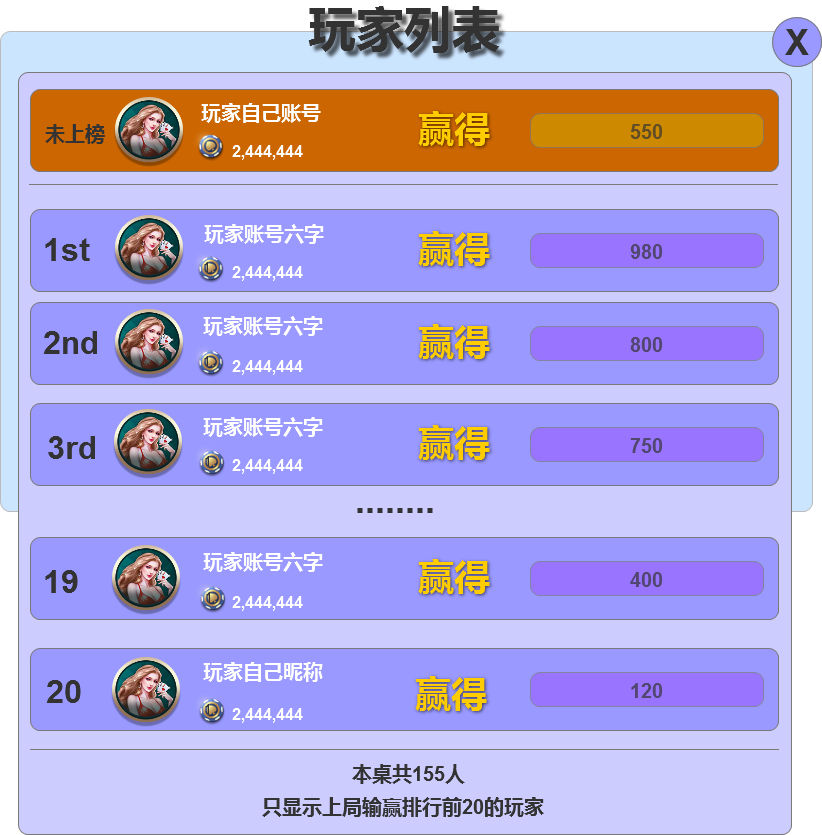 玩家列表
X
未上榜
玩家自己账号
2,444,444
赢得
550
1st
玩家账号六字
2,444,444
赢得
980
2nd
玩家账号六字
2,444,444
赢得
800
3rd
玩家账号六字
2,444,444
赢得
750
........
19
玩家账号六字
2,444,444
赢得
400
20
玩家自己昵称
2,444,444
赢得
120
本桌共155人
只显示上局输赢排行前20的玩家